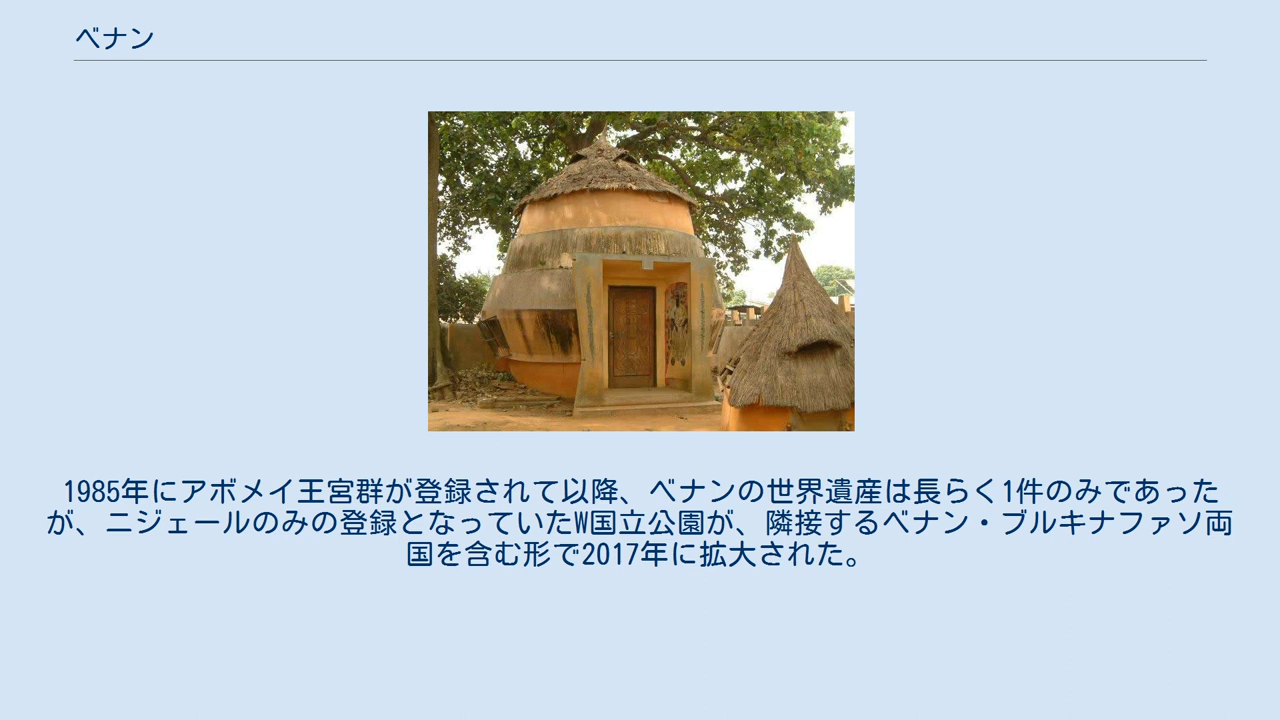 ベナン
1985年にアボメイ王宮群が登録されて以降、ベナンの世界遺産は長らく1件のみであった
が、ニジェールのみの登録となっていたW国立公園が、隣接するベナン・ブルキナファソ両
国を含む形で2017年に拡大された。